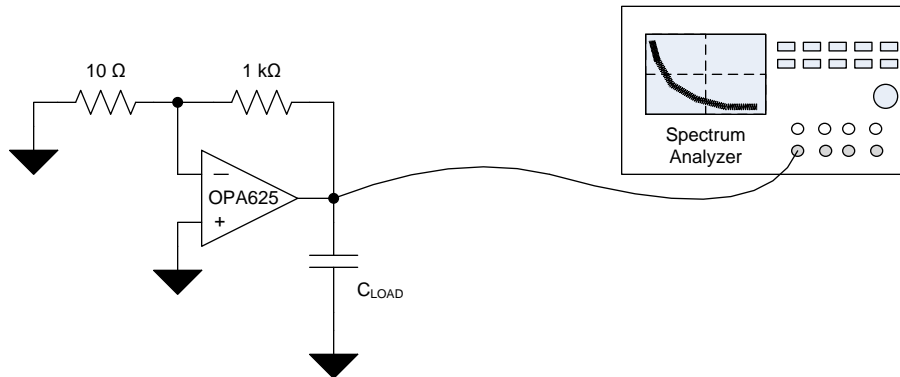 10 Ω
1 kΩ
−
OPA625
+
CLOAD
Spectrum
Analyzer